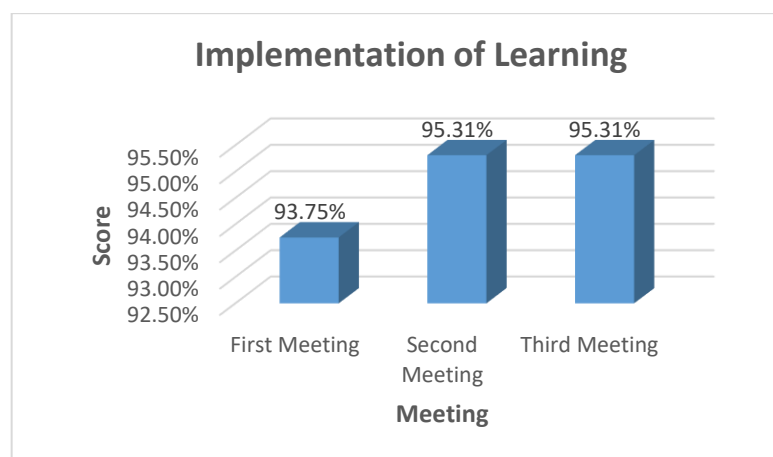 Implementation of Learning
95.31% 95.31%
95.50%
95.00%
94.50%
94.00%
93.50%
93.00%
92.50%
93.75%
Score
First Meeting Second Third Meeting
Meeting
Meeting